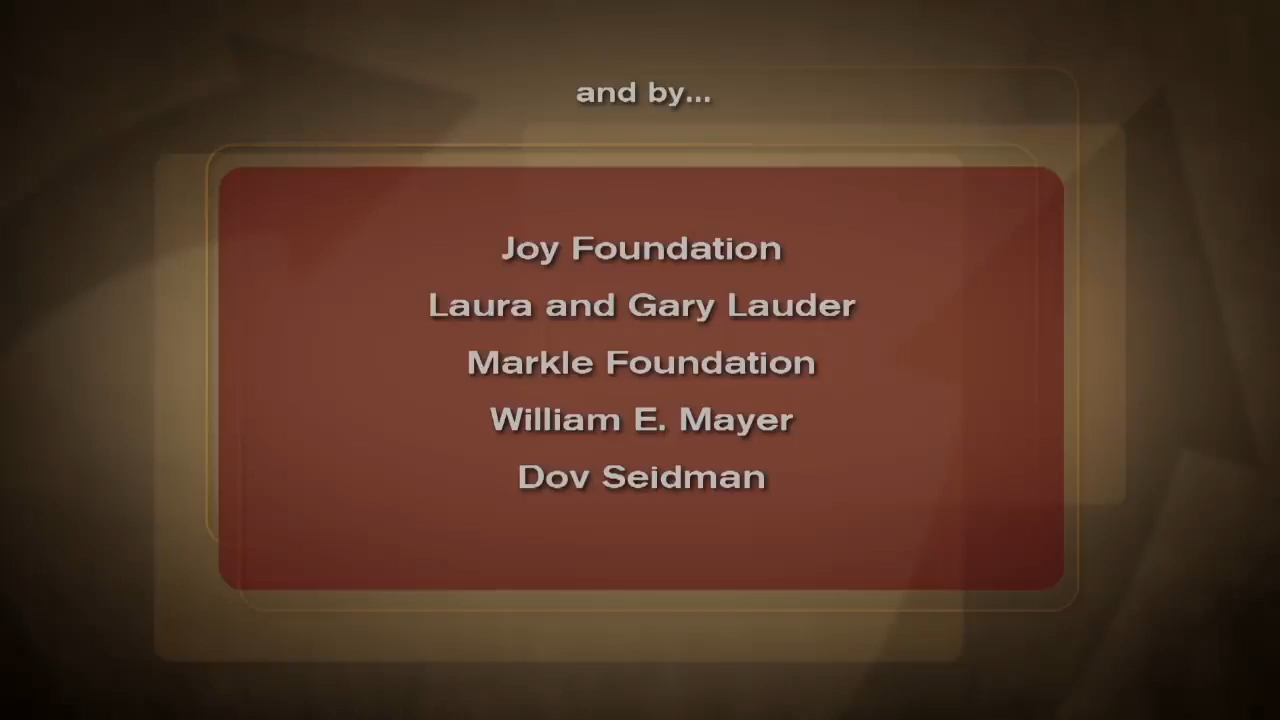 and by...
Joy Foundation
Laura and Gary Lauder
Markle Foundation
William E. Mayer
Dov Seidman